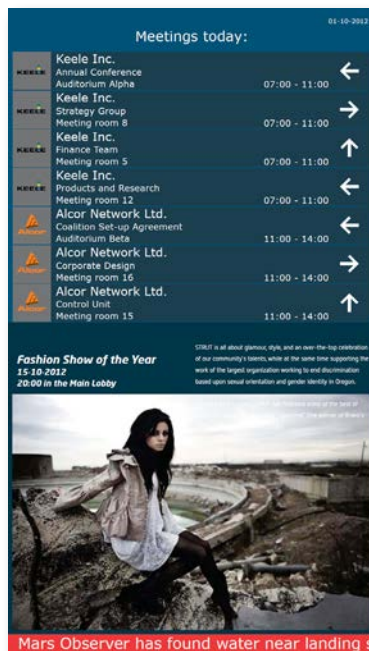 01-10-2012
Meetings today:
KEELE
Keele Inc.
Annual Conference
Auditorium Alpha 07:00 - 11:00
KEELE
Keele Inc.
Strategy Group
Meeting room 8 07:00 - 11:00
KEELE
Keele Inc.
Finance Team
Meeting room 5 07:00 - 11:00
KEELE
Keele Inc.
Products and Research
Meeting room 12 07:00 - 11:00
Alcor
Alcor Network Ltd.
Coalition Set-up Agreement
Auditorium Beta 11:00 - 14:00
Alcor
Alcor Network Ltd.
Corporate Design
Meeting room 16 11:00 - 14:00
Alcor
Alcor Network Ltd.
Control Unit
Meeting room 15 11:00 - 14:00
Fashion Show of the Year
15-10-2012
20:00 in the Main Lobby
STRUT is all about glamour, style, and an over-the-top celebration
of our community's talents, while at the same time supporting the
work of the largest organization working to end discrimination
based upon sexual orientation and gender identity in Oregon.
Mars Observer has found water near landing s